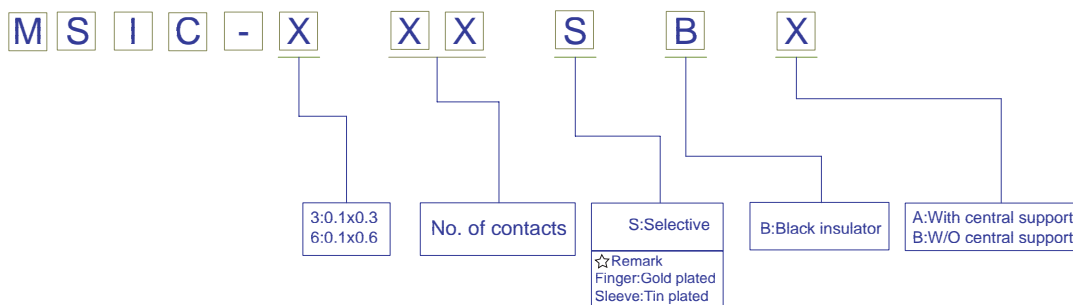 MSIC-X XX S B X
3:0.1x0.3
6:0.1x0.6
No. of contacts
S:Selective
☆Remark
Finger:Gold plated
Sleeve:Tin plated
B:Black insulator
A:With central support
B:W/O central support